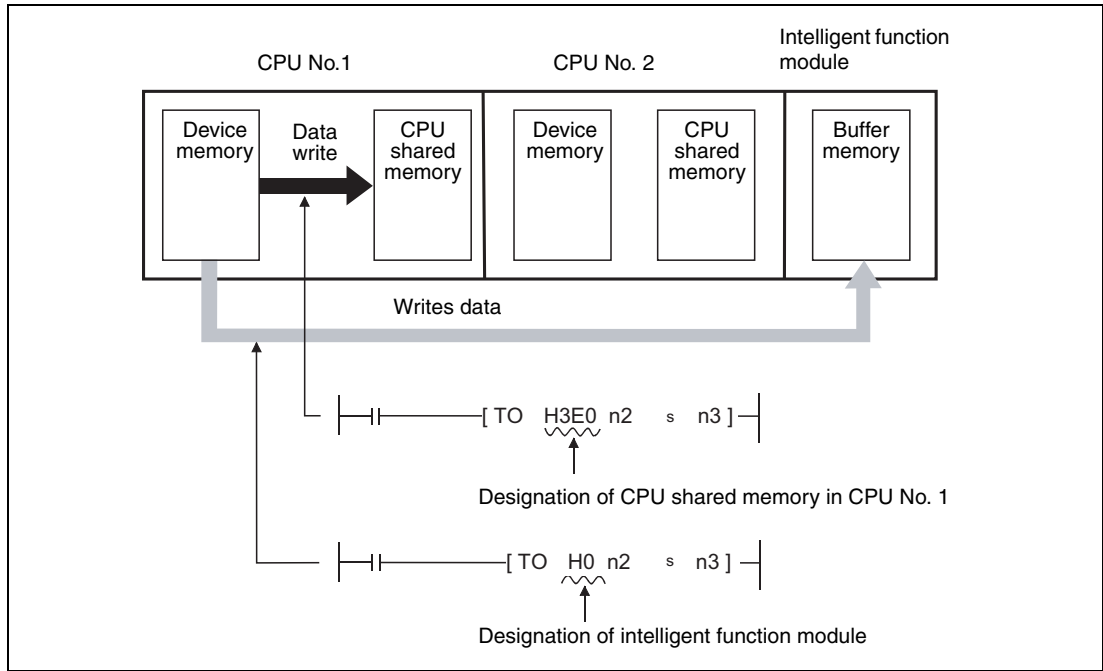 CPU No.1
CPU No. 2
Intelligent function
module
Device
memory
Data
write
CPU
shared
memory
Device
memory
CPU
shared
memory
Buffer
memory
Writes data
[ TO H3E0 n2 s n3 ]
Designation of CPU shared memory in CPU No. 1
[ TO H0 n2 s n3 ]
Designation of intelligent function module